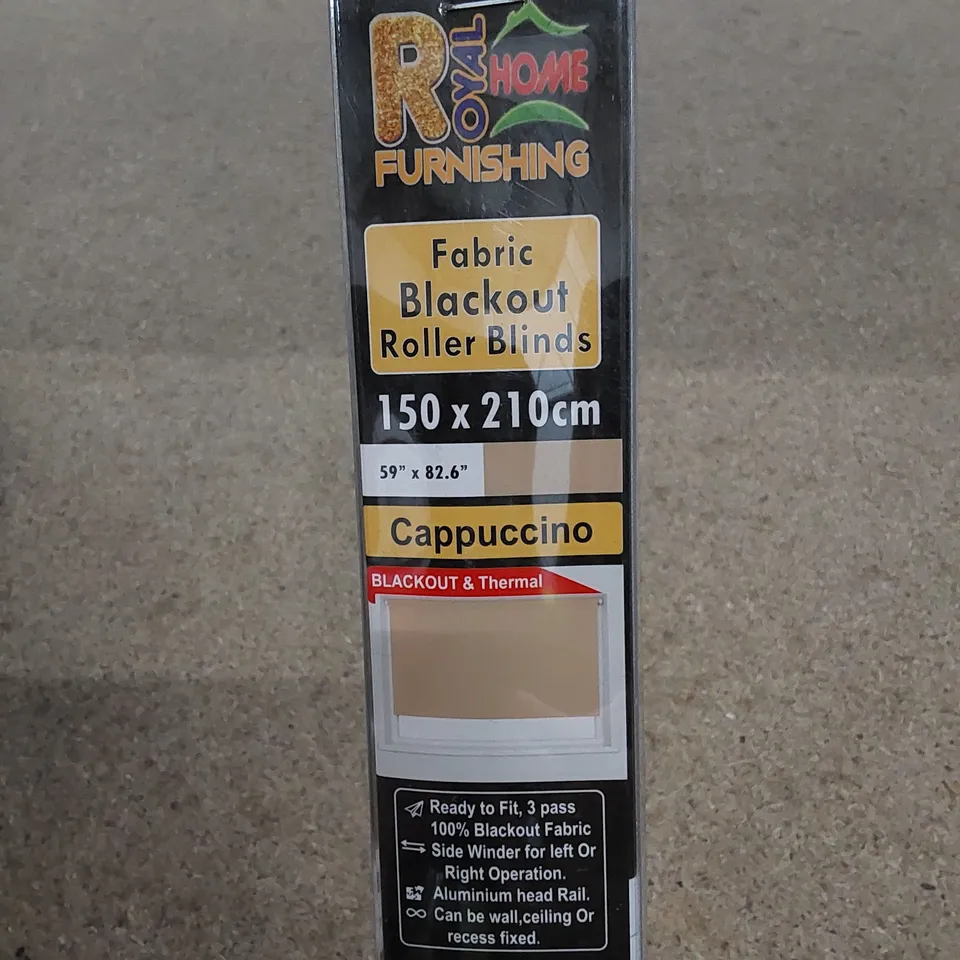 ROYAL HOME
FURNISHING
Fabric
Blackout
Roller Blinds
150 x 210cm
59” x 82.6”
Cappuccino
BLACKOUT & Thermal
Ready to Fit, 3 pass
100% Blackout Fabric
Side Winder for left Or
Right Operation.
Aluminium head Rail.
Can be wall,ceiling Or
recess fixed.